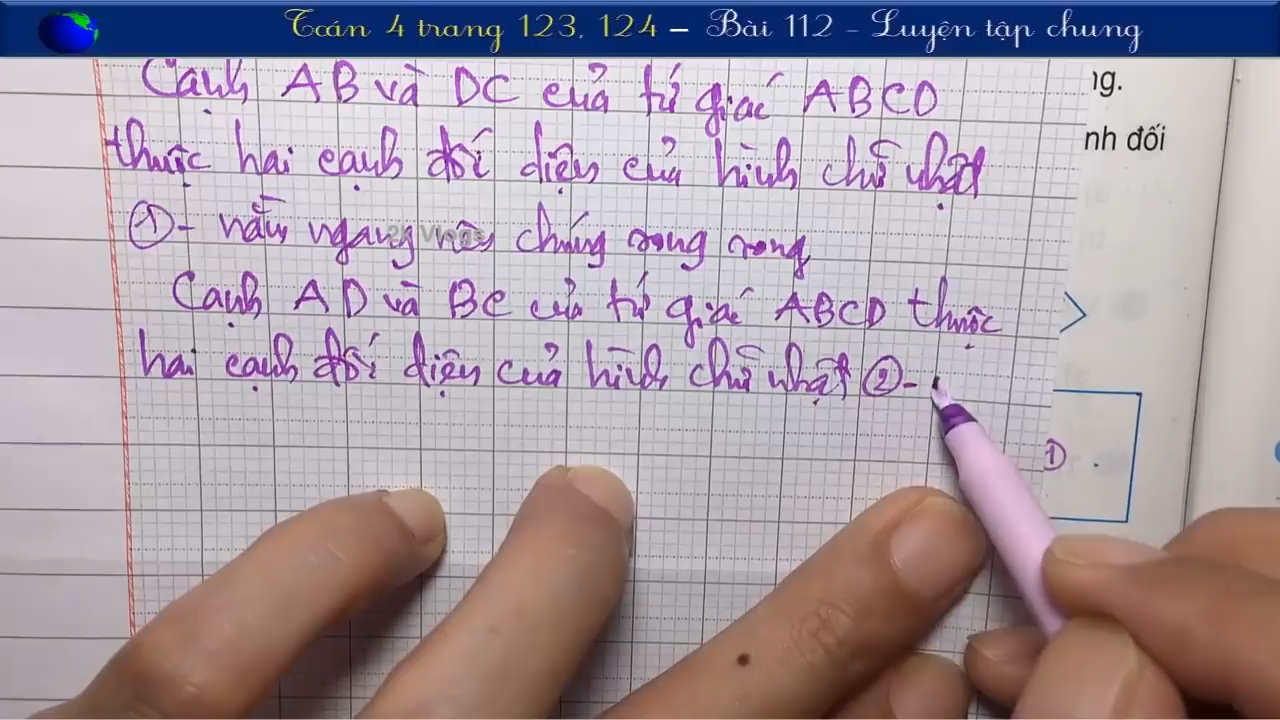 Toán 4 trang 123, 124 – Bài 112 - Luyện tập chung
Cạnh AB và DC của tứ giác ABCD
thuộc hai cạnh đối diện của hình chữ nhật
①- nằm ngang nên chúng song song
Cạnh AD và BC của tứ giác ABCD thuộc
hai cạnh đối diện của hình chữ nhật ②-
ng.
nh đối
①